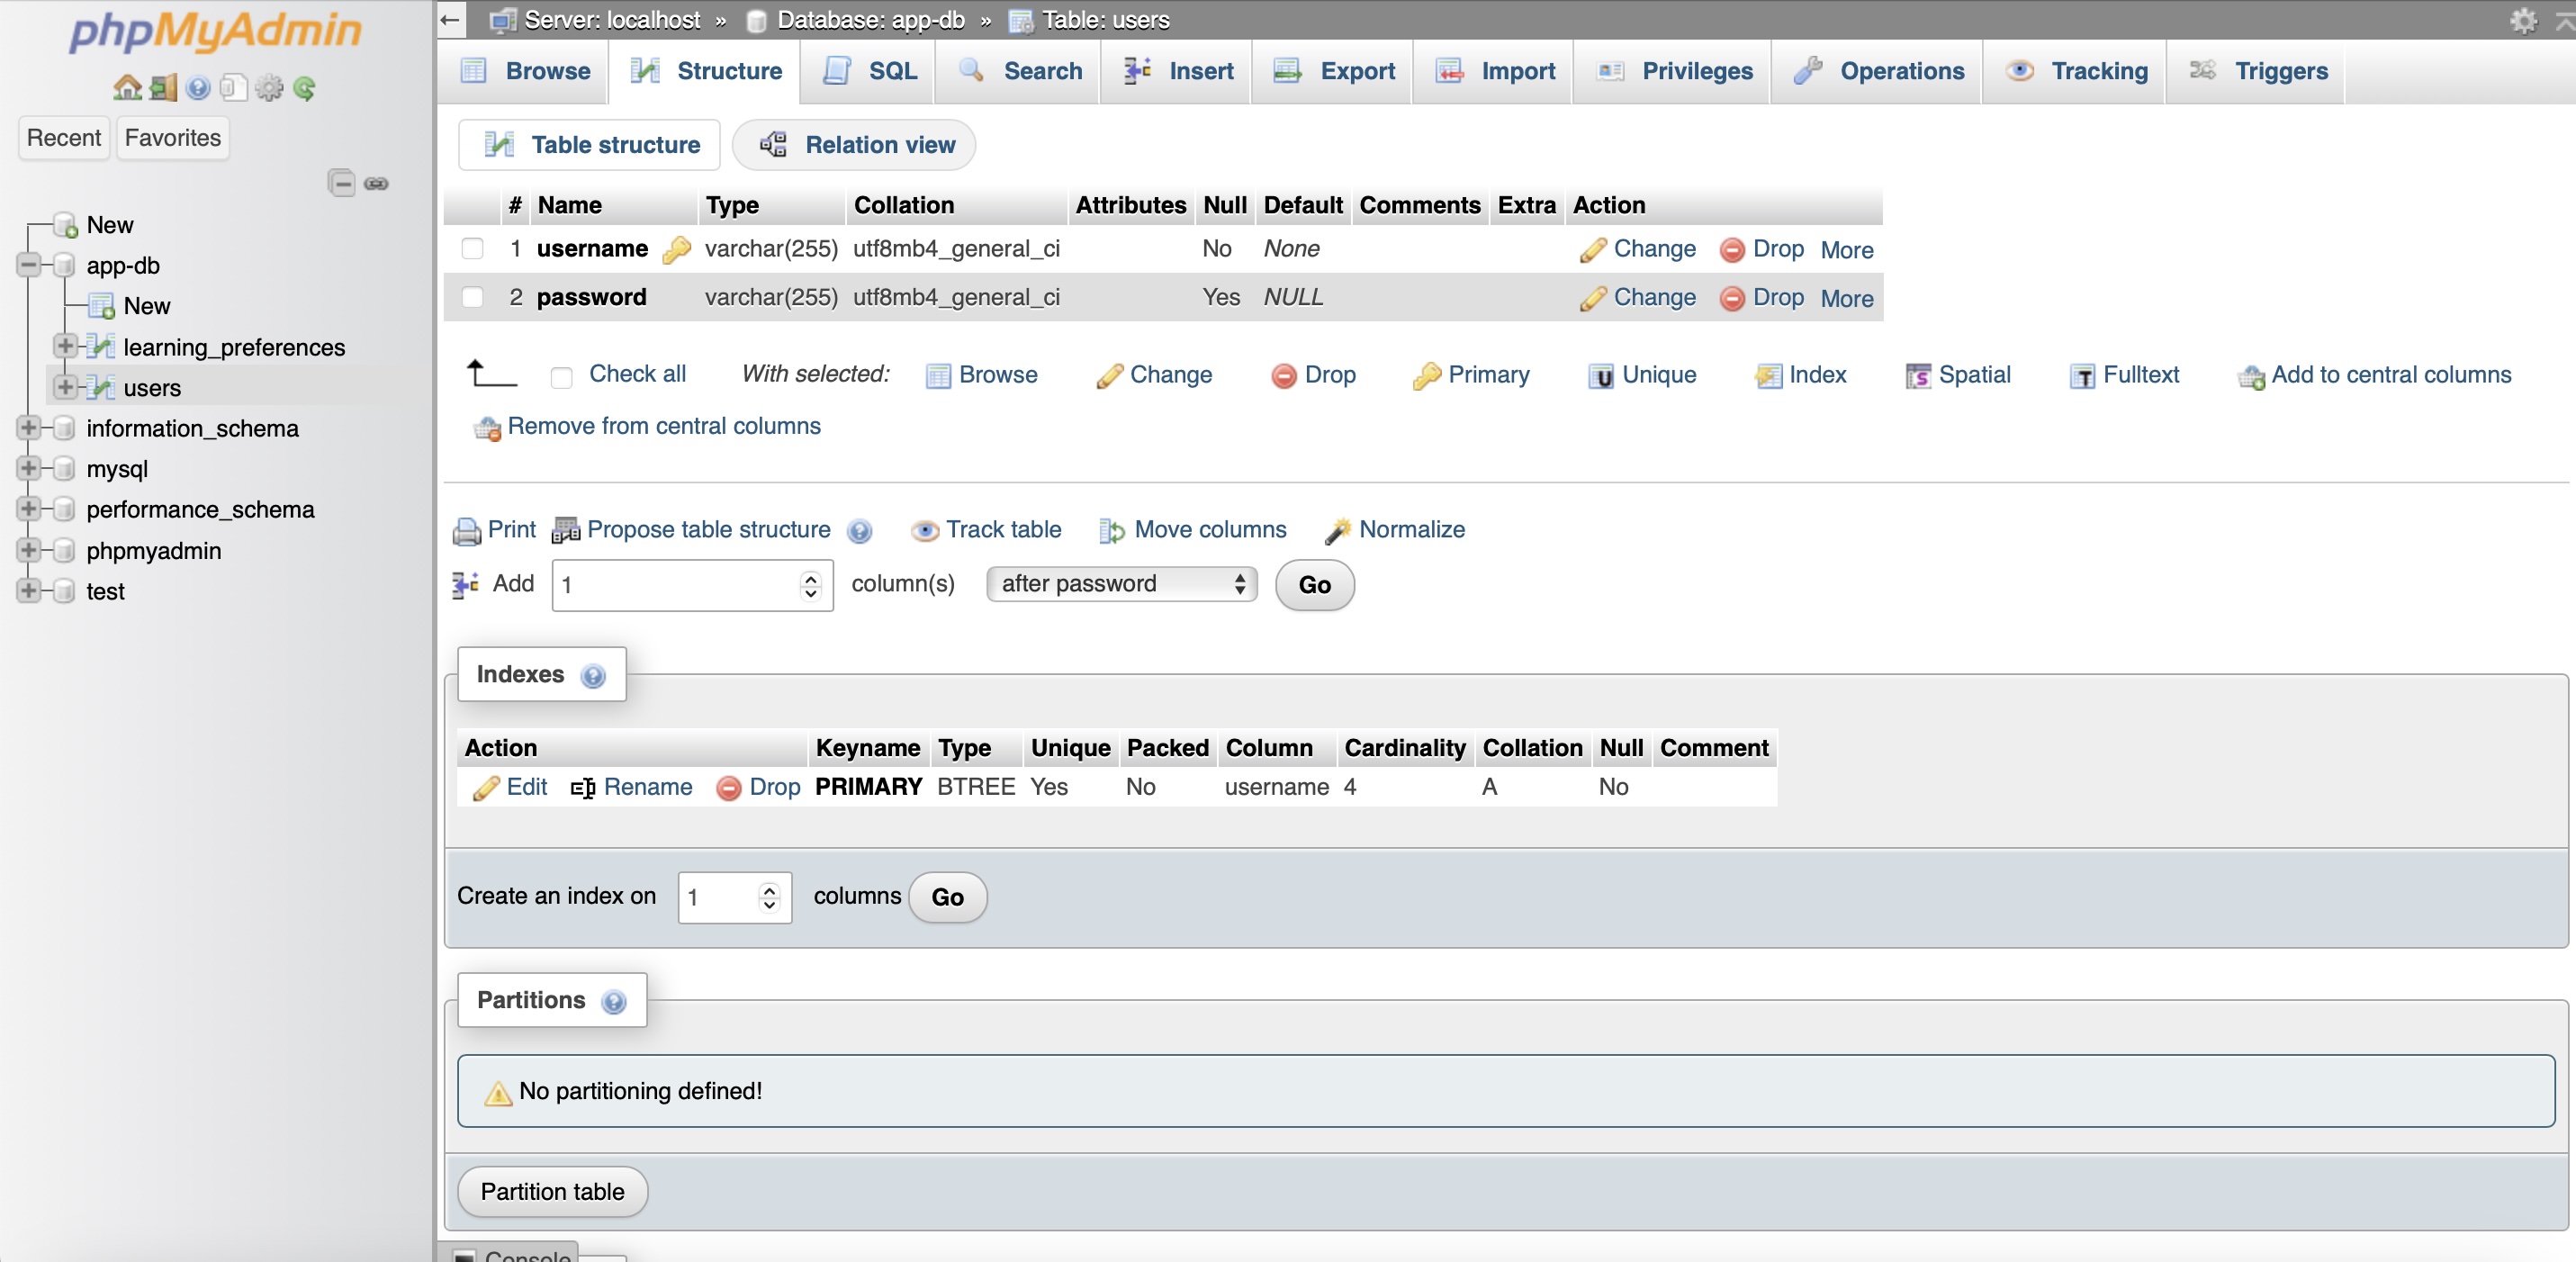 phpMyAdmin
Recent Favorites
New
app-db
New
learning_preferences
users
information_schema
mysql
performance_schema
phpmyadmin
test
Server: localhost » Database: app-db » Table: users
Browse Structure SQL Search Insert Export Import Privileges Operations Tracking Triggers
Table structure Relation view
# Name Type Collation Attributes Null Default Comments Extra Action
1 username varchar(255) utf8mb4_general_ci No None Change Drop More
2 password varchar(255) utf8mb4_general_ci Yes NULL Change Drop More
Check all With selected: Browse Change Drop Primary Unique Index Spatial Fulltext Add to central columns
Remove from central columns
Print Propose table structure Track table Move columns Normalize
Add 1 column(s) after password Go
Indexes
Action Keyname Type Unique Packed Column Cardinality Collation Null Comment
Edit Rename Drop PRIMARY BTREE Yes No username 4 A No
Create an index on 1 columns Go
Partitions
No partitioning defined!
Partition table
Console